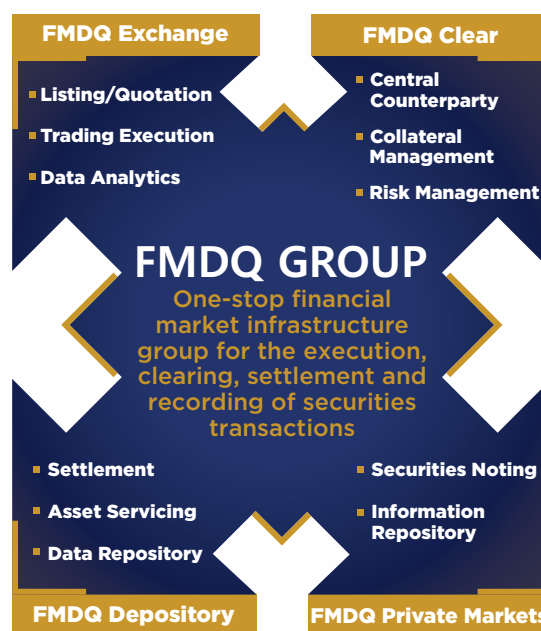 FMDQ Exchange
Listing/Quotation
Trading Execution
Data Analytics
FMDQ Clear
Central
Counterparty
Collateral
Management
Risk Management
FMDQ GROUP
One-stop financial
market infrastructure
group for the execution,
clearing, settlement and
recording of securities
transactions
Settlement
Asset Servicing
Data Repository
FMDQ Depository
Securities Noting
Information
Repository
FMDQ Private Markets